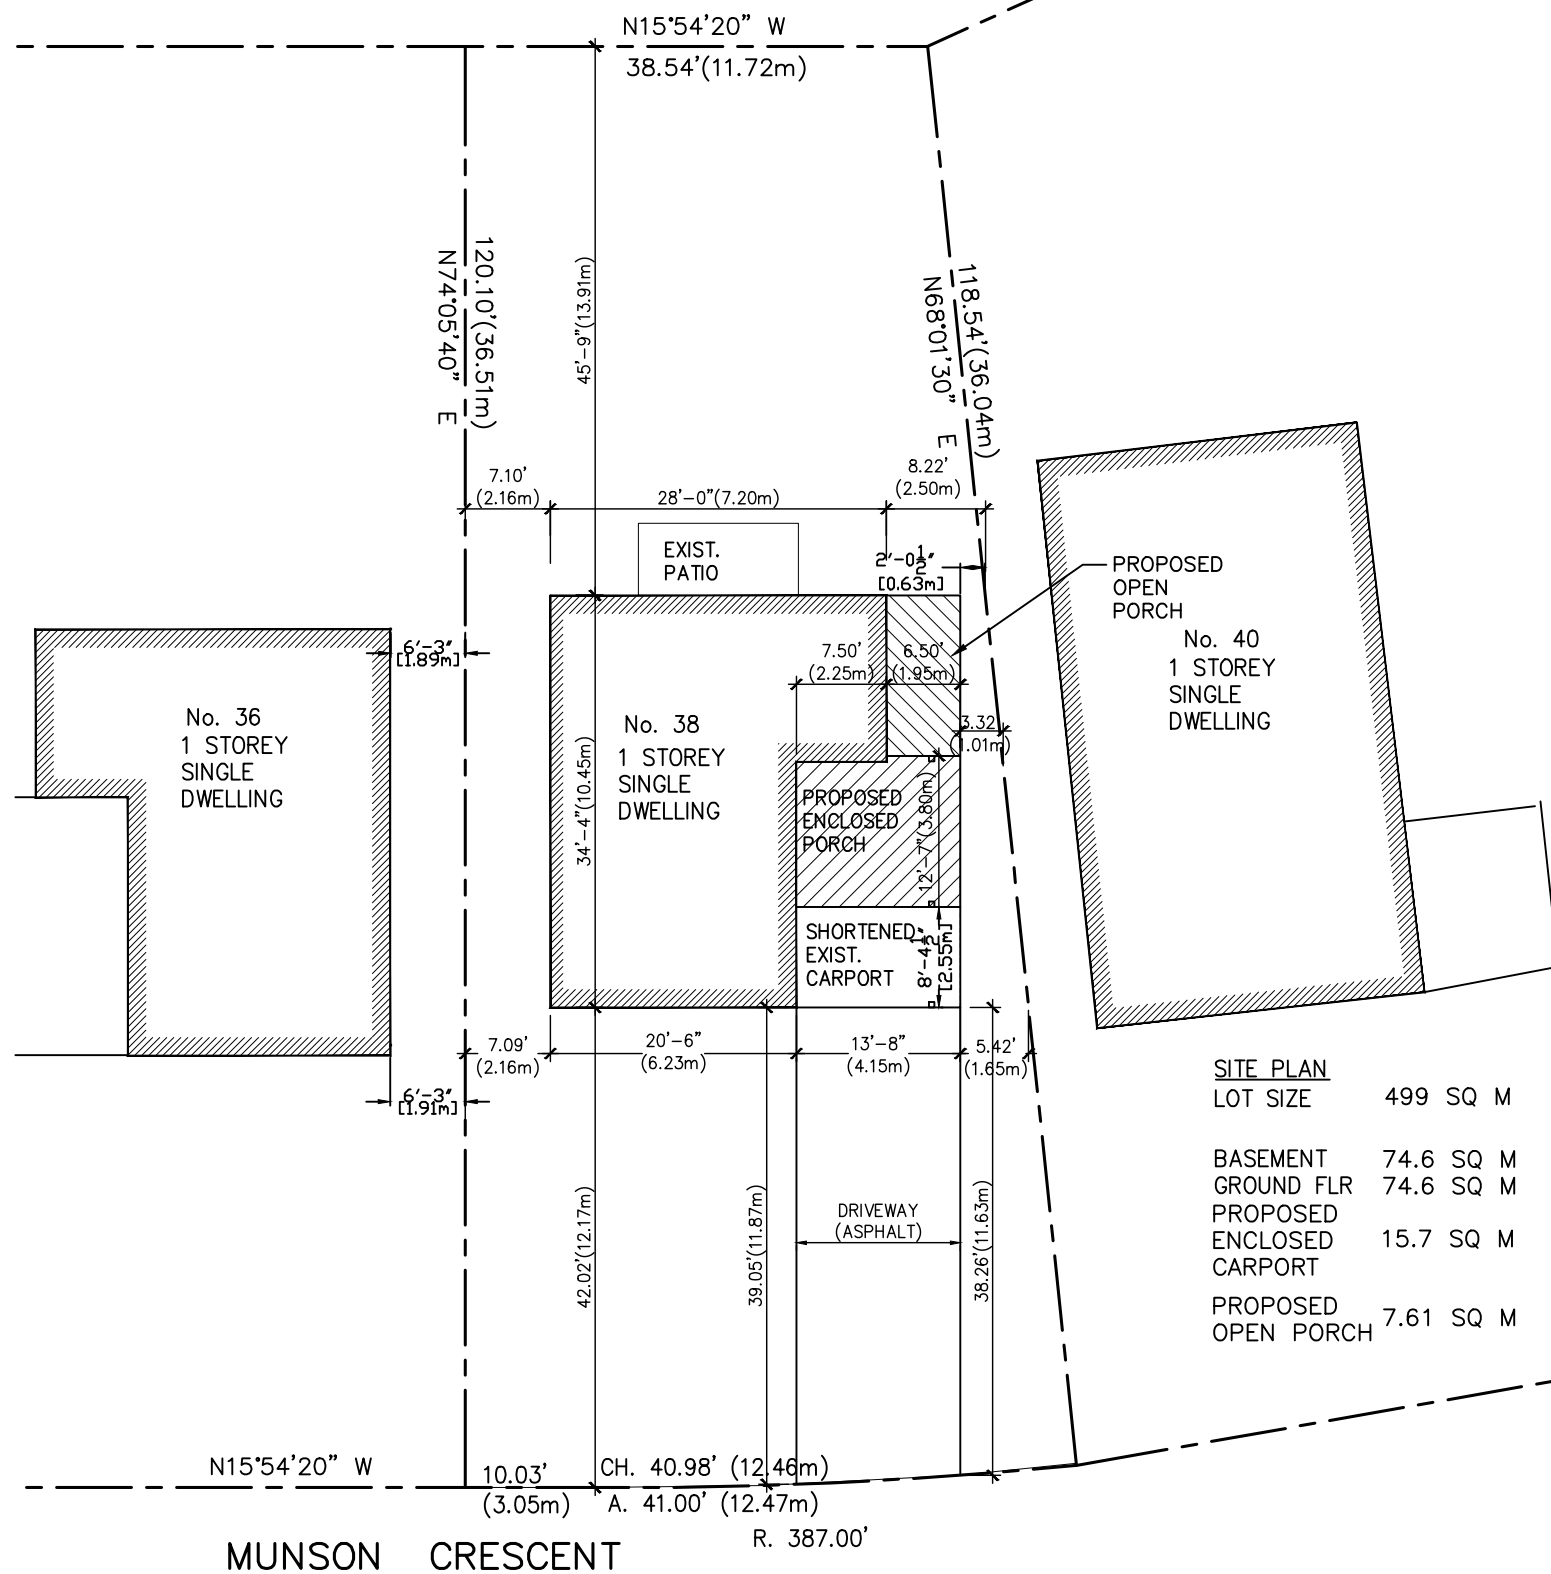 N15°54'20" W
38.54'(11.72m)
120.10'(36.51m)
N74°05'40" E
45'-9"(13.91m)
118.54'(36.04m)
N68°01'30" E
7.10'
(2.16m)
28'-0"(7.20m)
8.22'
(2.50m)
EXIST.
PATIO
2'-0 1/2"
[0.63m]
PROPOSED
OPEN
PORCH
6'-3"
[1.89m]
7.50'
(2.25m)
6.50'
(1.95m)
No. 36
1 STOREY
SINGLE
DWELLING
No. 38
1 STOREY
SINGLE
DWELLING
No. 40
1 STOREY
SINGLE
DWELLING
3.32'
(1.01m)
34'-4"(10.45m)
PROPOSED
ENCLOSED
PORCH
12'-7"(3.80m)
SHORTENED
EXIST.
CARPORT
8'-4 1/2"
[2.55m]
7.09'
(2.16m)
20'-6"
(6.23m)
13'-8"
(4.15m)
5.42'
(1.65m)
6'-3"
[1.91m]
42.02'(12.17m)
39.05'(11.87m)
DRIVEWAY
(ASPHALT)
38.26'(11.63m)
SITE PLAN
LOT SIZE 499 SQ M
BASEMENT 74.6 SQ M
GROUND FLR 74.6 SQ M
PROPOSED
ENCLOSED 15.7 SQ M
CARPORT
PROPOSED
OPEN PORCH 7.61 SQ M
N15°54'20" W
10.03'
(3.05m)
CH. 40.98' (12.46m)
A. 41.00' (12.47m)
R. 387.00'
MUNSON CRESCENT